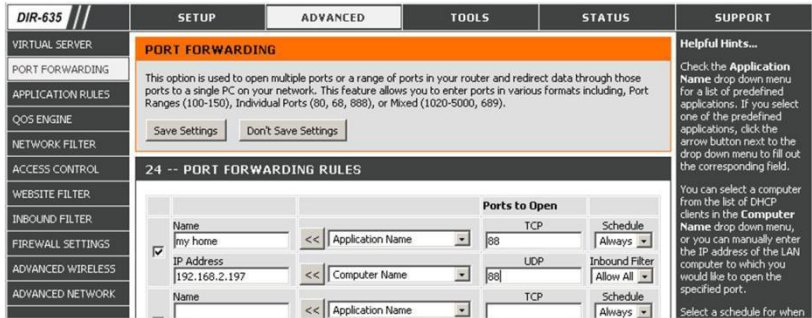 DIR-635
SETUP
ADVANCED
TOOLS
STATUS
SUPPORT
VIRTUAL SERVER
PORT FORWARDING
APPLICATION RULES
QOS ENGINE
NETWORK FILTER
ACCESS CONTROL
WEBSITE FILTER
INBOUND FILTER
FIREWALL SETTINGS
ADVANCED WIRELESS
ADVANCED NETWORK
PORT FORWARDING
This option is used to open multiple ports or a range of ports in your router and redirect data through those
ports to a single PC on your network. This feature allows you to enter ports in various formats including, Port
Ranges (100-150), Individual Ports (80, 68, 888), or Mixed (1020-5000, 689).
Save Settings
Don't Save Settings
24 -- PORT FORWARDING RULES
Ports to Open
Name
TCP
Schedule
my home
<<
Application Name
88
Always
IP Address
UDP
Inbound Filter
192.168.2.197
<<
Computer Name
88
Allow All
Name
TCP
Schedule
<<
Application Name
Always
Helpful Hints...
Check the Application
Name drop down menu
for a list of predefined
applications. If you select
one of the predefined
applications, click the
arrow button next to the
drop down menu to fill out
the corresponding field.
You can select a computer
from the list of DHCP
clients in the Computer
Name drop down menu,
or you can manually enter
the IP address of the LAN
computer to which you
would like to open the
specified port.
Select a schedule for when